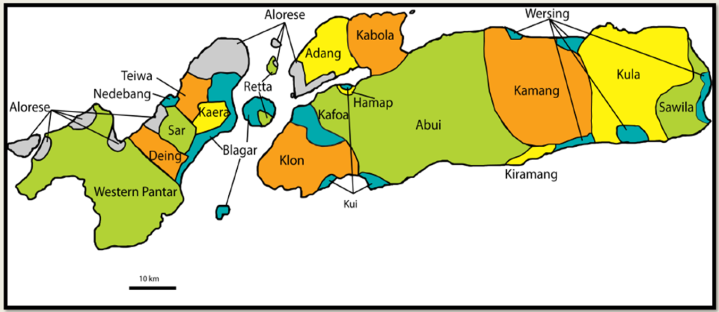 Alorese
Wersing
Adang
Kabola
Teiwa
Nedebang
Retta
Alorese
Kaera
Hamap
Kamang
Kula
Sar
Kafoa
Sawila
Abui
Blagar
Deing
Klon
Western Pantar
Kiramang
Kui
10 km